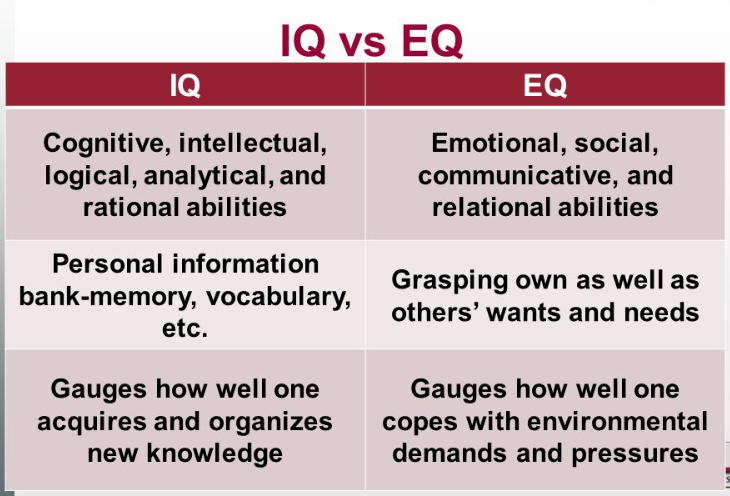 IQ vs EQ
IQ
EQ
Cognitive, intellectual,
logical, analytical, and
rational abilities
Emotional, social,
communicative, and
relational abilities
Personal information
bank-memory, vocabulary,
etc.
Grasping own as well as
others’ wants and needs
Gauges how well one
acquires and organizes
new knowledge
Gauges how well one
copes with environmental
demands and pressures